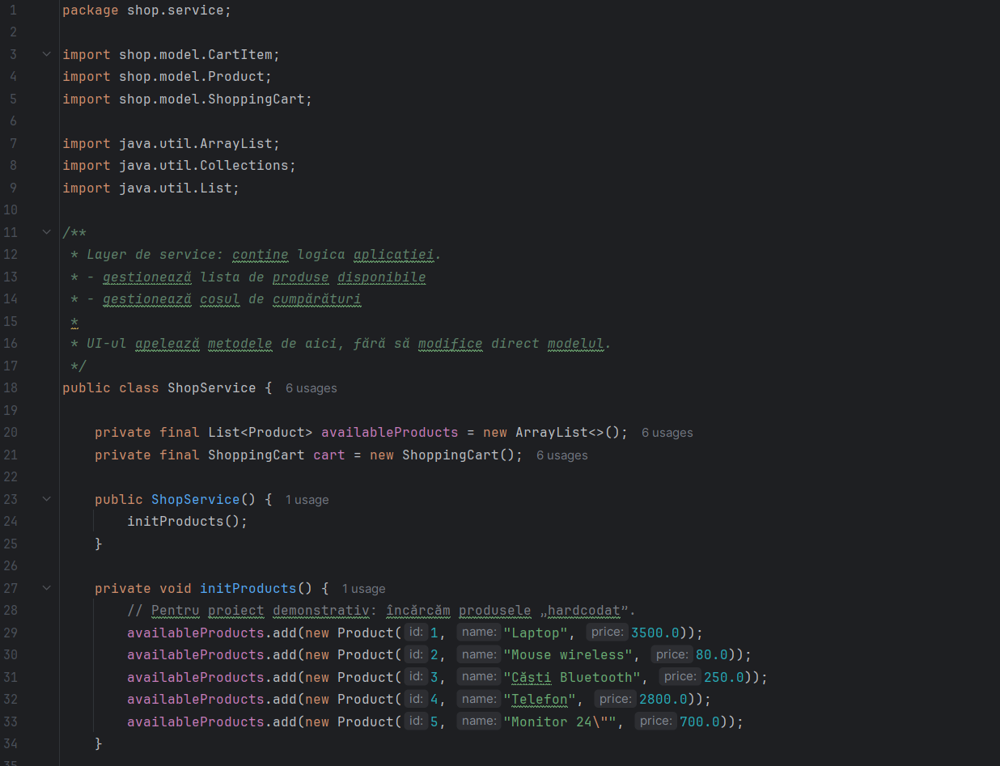 1 package shop.service;
2
3 import shop.model.CartItem;
4 import shop.model.Product;
5 import shop.model.ShoppingCart;
6
7 import java.util.ArrayList;
8 import java.util.Collections;
9 import java.util.List;
10
11 /**
12 * Layer de service: conține logica aplicației.
13 * - gestionează lista de produse disponibile
14 * - gestionează coșul de cumpărături
15 *
16 * UI-ul apelează metodele de aici, fără să modifice direct modelul.
17 */
18 public class ShopService { 6 usages
19
20 private final List<Product> availableProducts = new ArrayList<>(); 6 usages
21 private final ShoppingCart cart = new ShoppingCart(); 6 usages
22
23 public ShopService() { 1 usage
24 initProducts();
25 }
26
27 private void initProducts() { 1 usage
28 // Pentru proiect demonstrativ: încărcăm produsele „hardcodat”.
29 availableProducts.add(new Product( id: 1, name: "Laptop", price: 3500.0));
30 availableProducts.add(new Product( id: 2, name: "Mouse wireless", price: 80.0));
31 availableProducts.add(new Product( id: 3, name: "Căști Bluetooth", price: 250.0));
32 availableProducts.add(new Product( id: 4, name: "Telefon", price: 2800.0));
33 availableProducts.add(new Product( id: 5, name: "Monitor 24\"", price: 700.0));
34 }
35